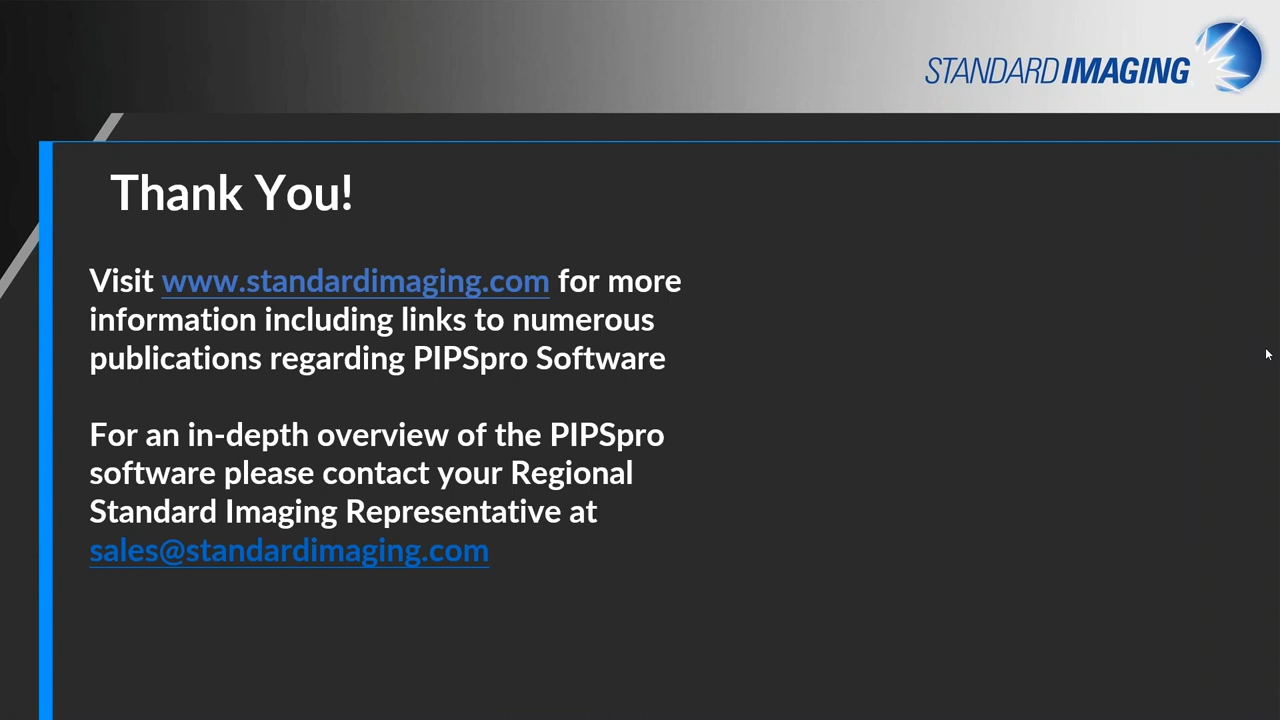 STANDARD IMAGING
Thank You!
Visit www.standardimaging.com for more
information including links to numerous
publications regarding PIPSpro Software
For an in-depth overview of the PIPSpro
software please contact your Regional
Standard Imaging Representative at
sales@standardimaging.com